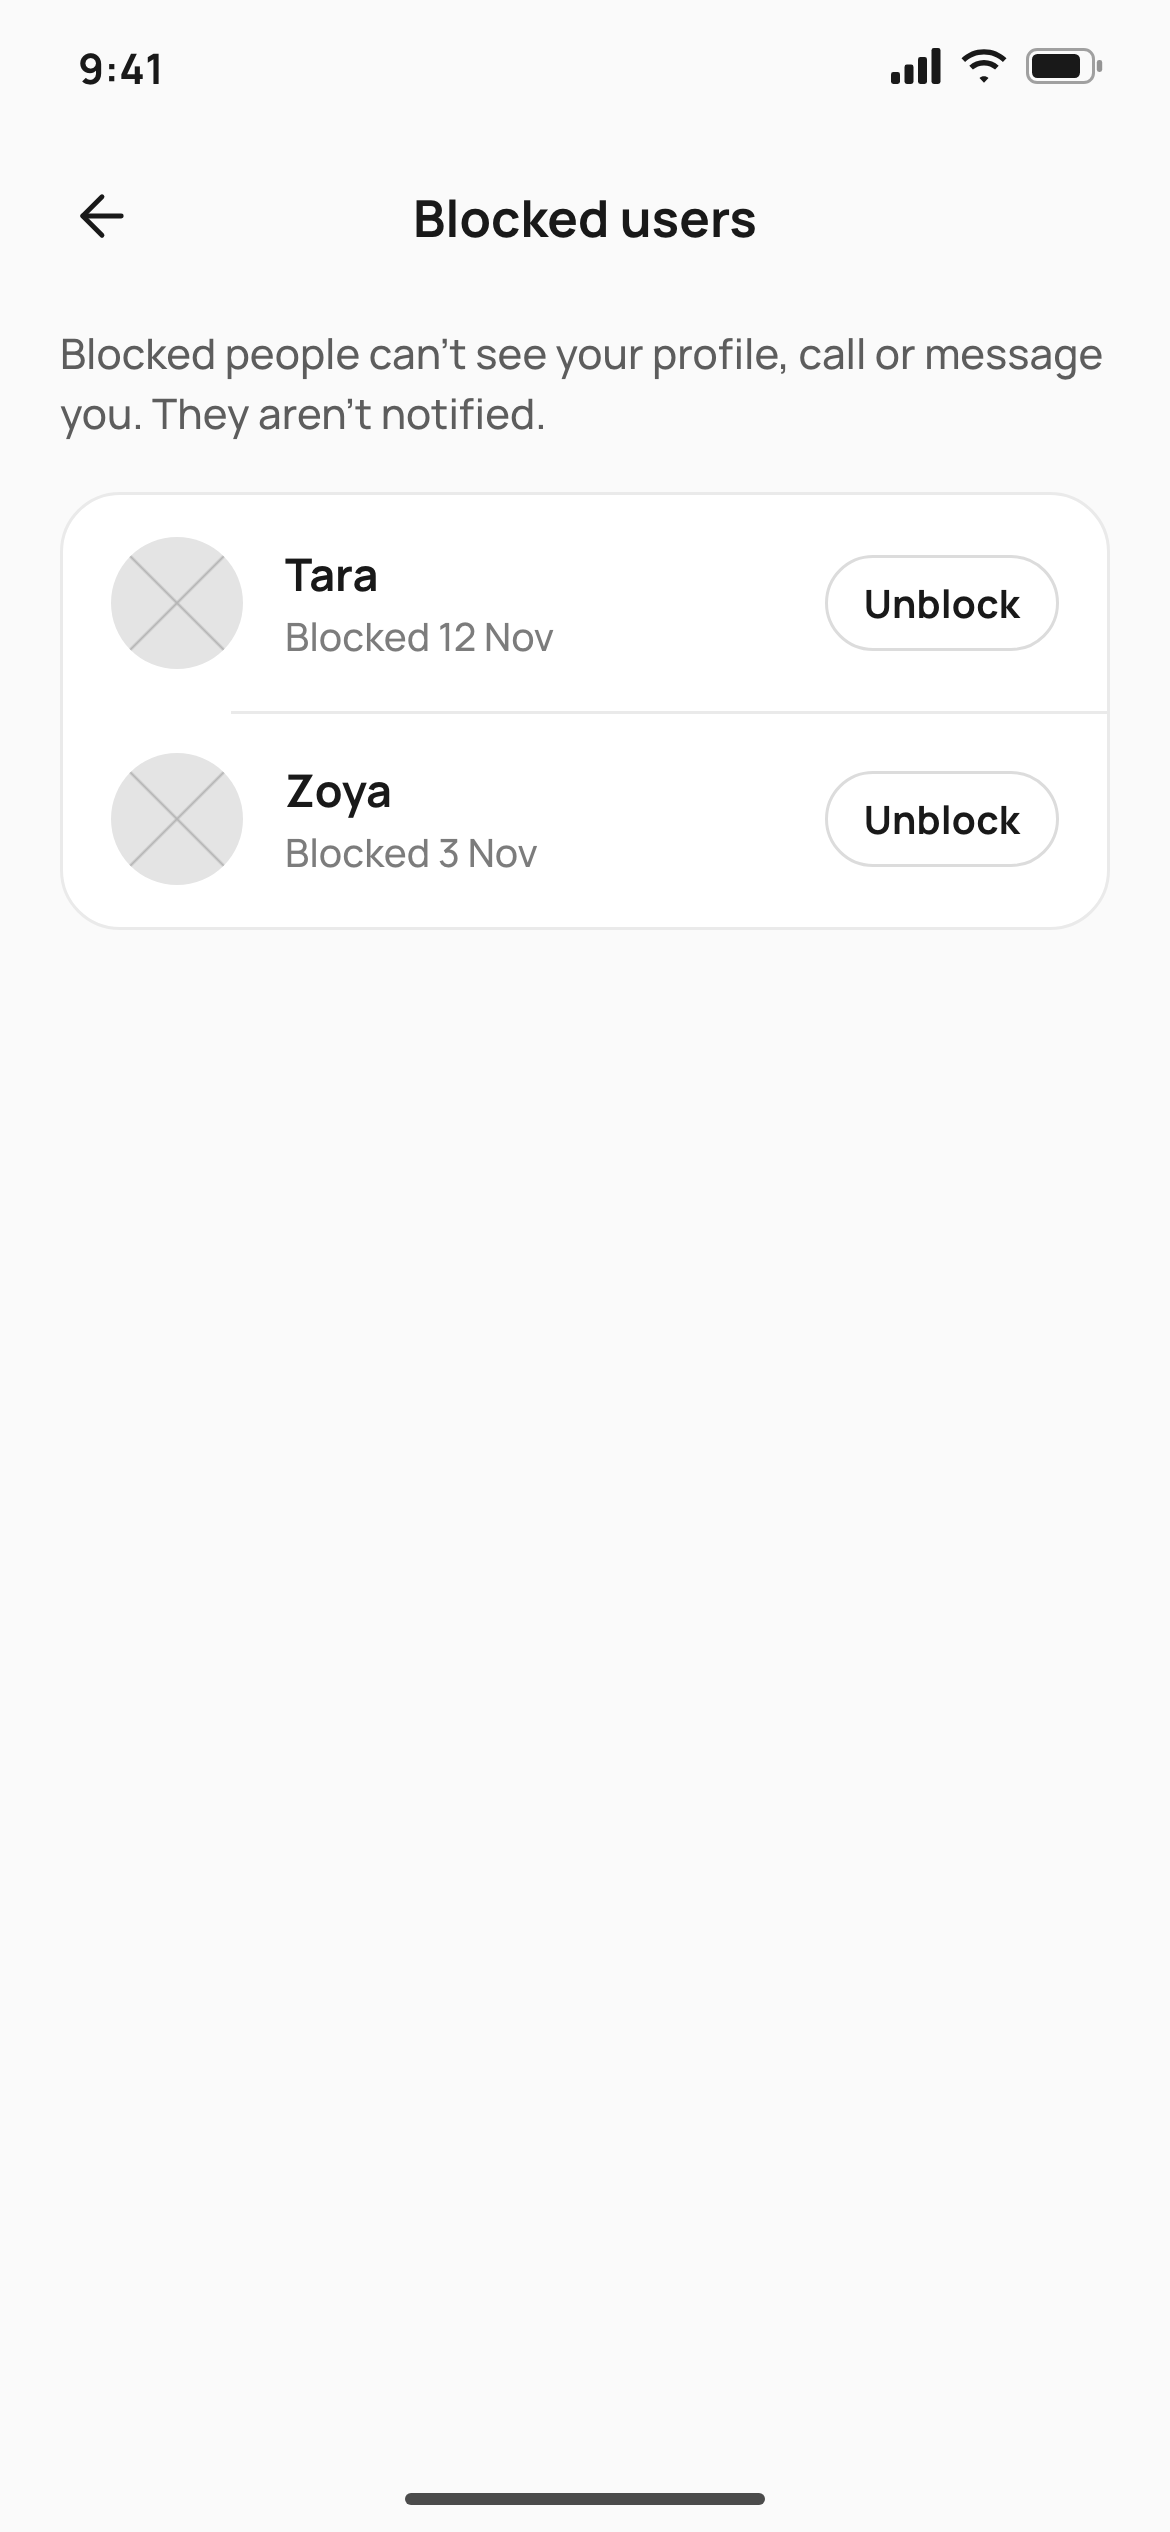 9:41
Blocked users
Blocked people can’t see your profile, call or message
you. They aren’t notified.
Tara
Blocked 12 Nov
Unblock
Zoya
Blocked 3 Nov
Unblock